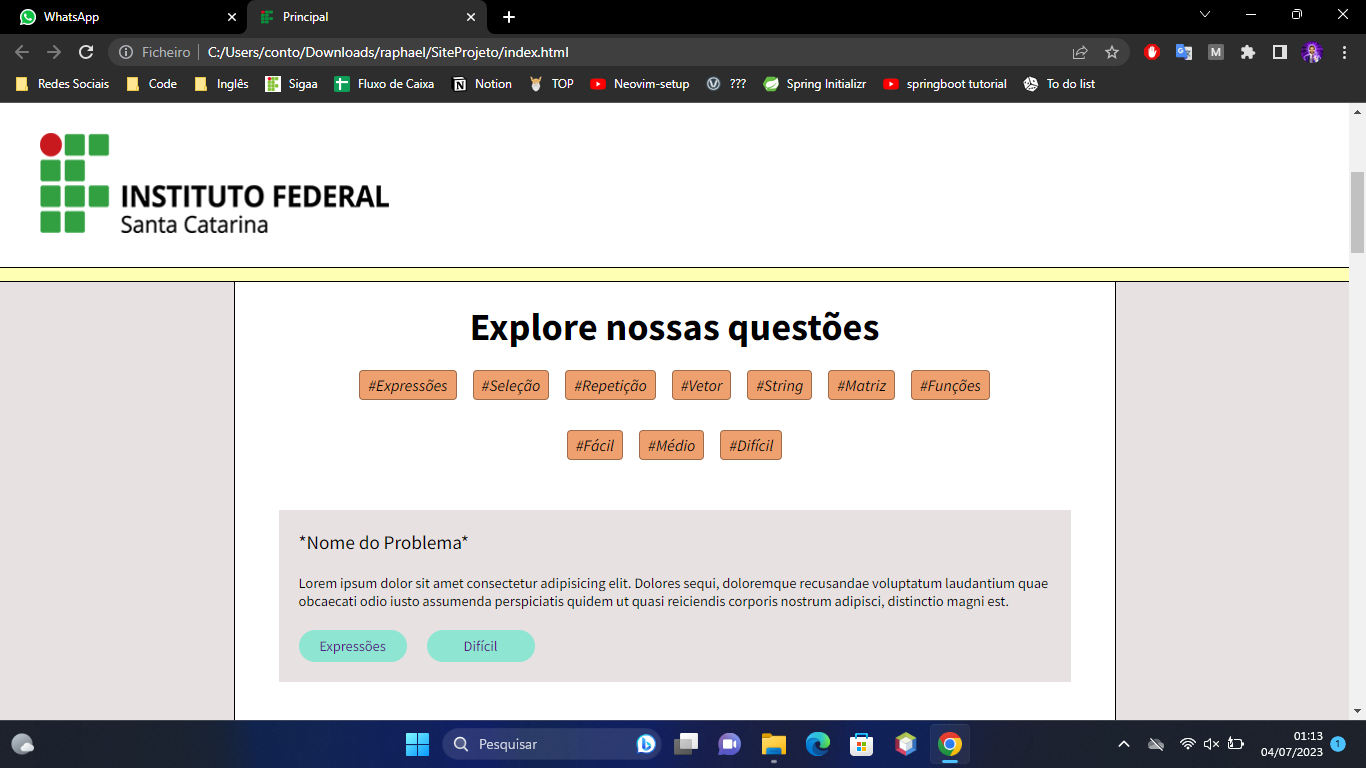 WhatsApp
Principal
Ficheiro
C:/Users/conto/Downloads/raphael/SiteProjeto/index.html
Redes Sociais
Code
Inglês
Sigaa
Fluxo de Caixa
Notion
TOP
Neovim-setup
???
Spring Initializr
springboot tutorial
To do list
INSTITUTO FEDERAL
Santa Catarina
Explore nossas questões
#Expressões #Seleção #Repetição #Vetor #String #Matriz #Funções
#Fácil #Médio #Difícil
*Nome do Problema*
Lorem ipsum dolor sit amet consectetur adipisicing elit. Dolores sequi, doloremque recusandae voluptatum laudantium quae
obcaecati odio iusto assumenda perspiciatis quidem ut quasi reiciendis corporis nostrum adipisci, distinctio magni est.
Expressões Difícil
Pesquisar
01:13
04/07/2023
1